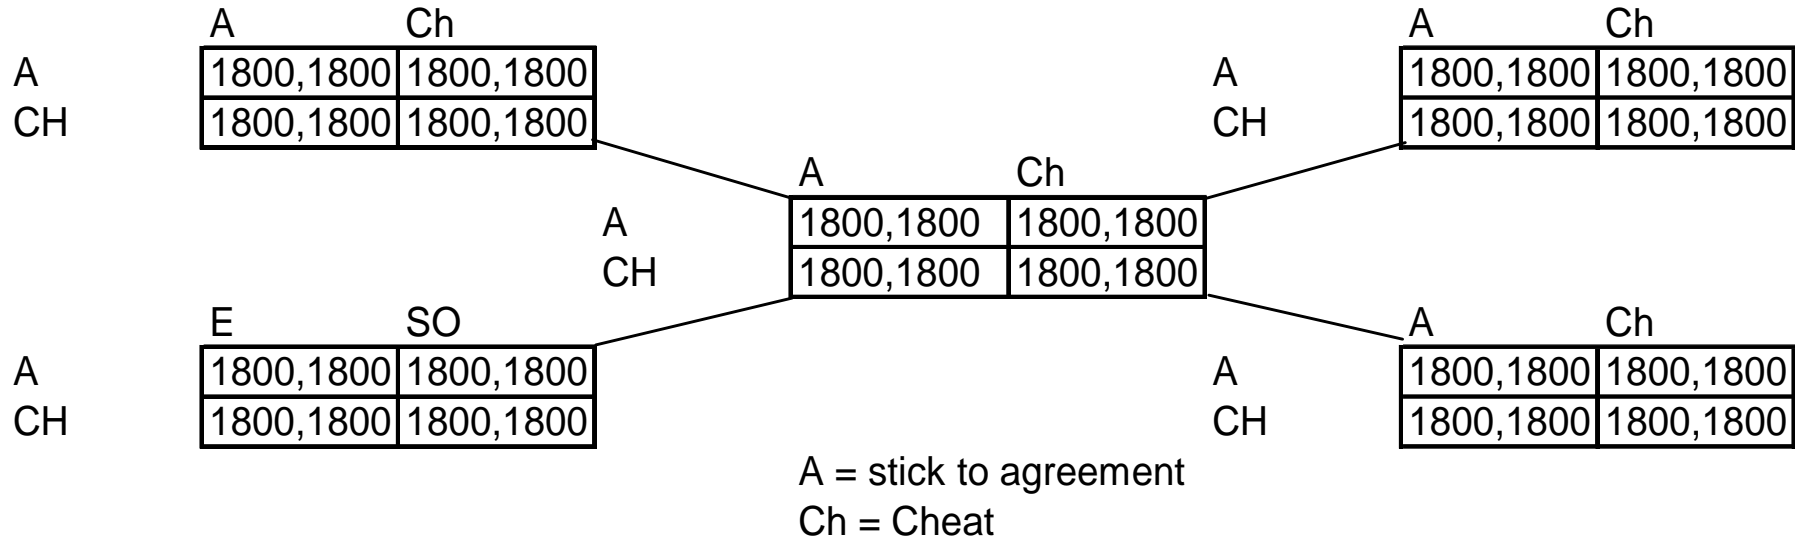 A Ch A Ch
A 1800,1800 1800,1800 A 1800,1800 1800,1800
CH 1800,1800 1800,1800 CH 1800,1800 1800,1800
A Ch
A 1800,1800 1800,1800
CH 1800,1800 1800,1800
E SO A Ch
A 1800,1800 1800,1800 A 1800,1800 1800,1800
CH 1800,1800 1800,1800 CH 1800,1800 1800,1800
A = stick to agreement
Ch = Cheat